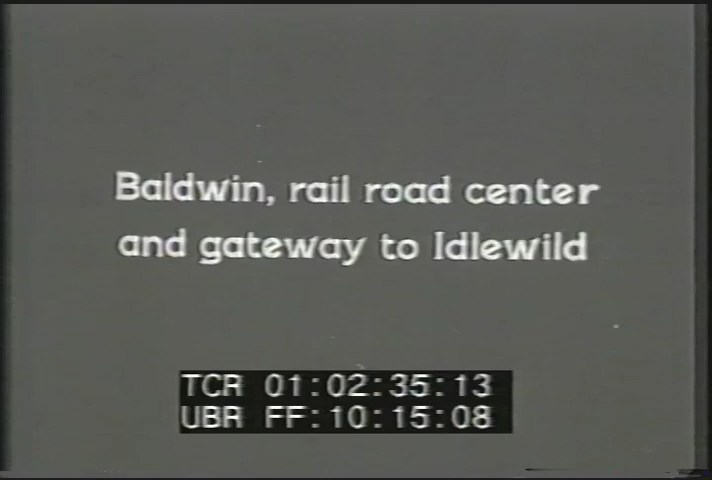 Baldwin, rail road center
and gateway to Idlewild
TCR 01:02:35:13
UBR FF:10:15:08